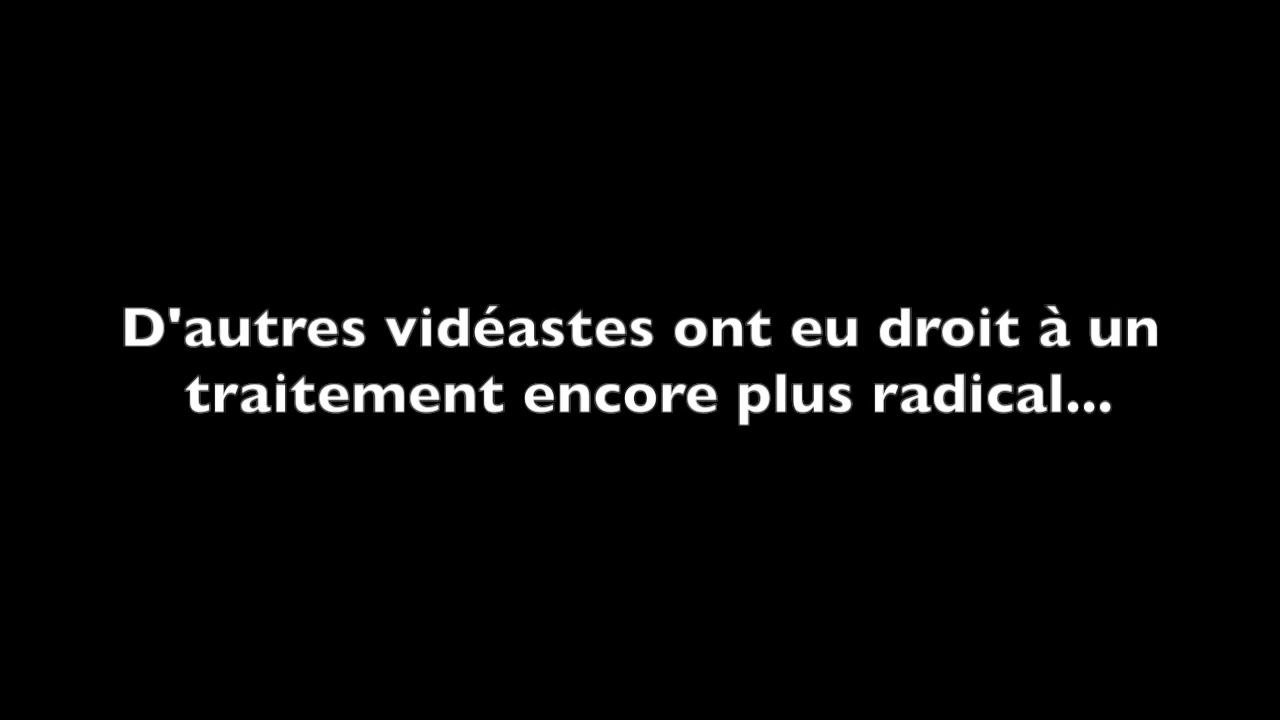 D'autres vidéastes ont eu droit à un
traitement encore plus radical...